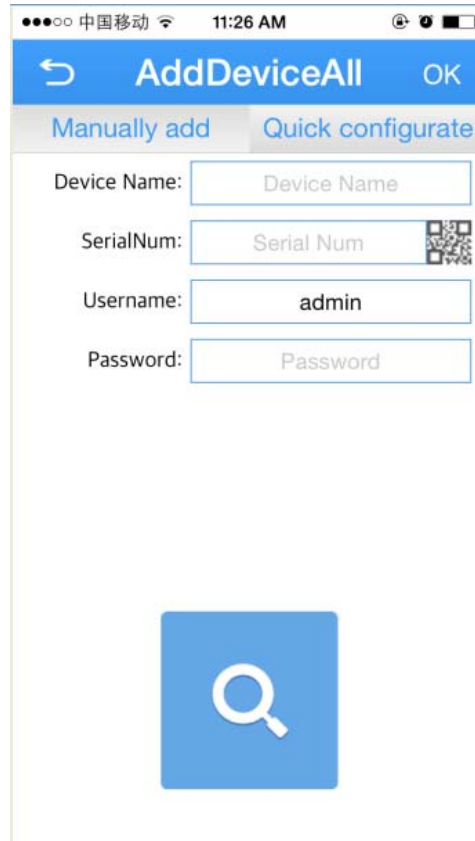 中国移动 11:26 AM
AddDeviceAll OK
Manually add Quick configurate
Device Name: Device Name
SerialNum: Serial Num
Username: admin
Password: Password